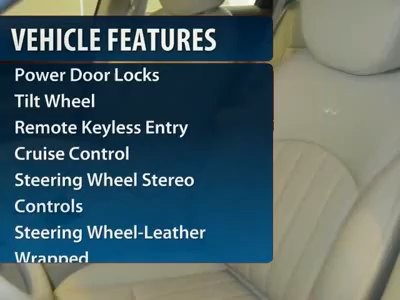 VEHICLE FEATURES
Power Door Locks
Tilt Wheel
Remote Keyless Entry
Cruise Control
Steering Wheel Stereo
Controls
Steering Wheel-Leather
Wrapped